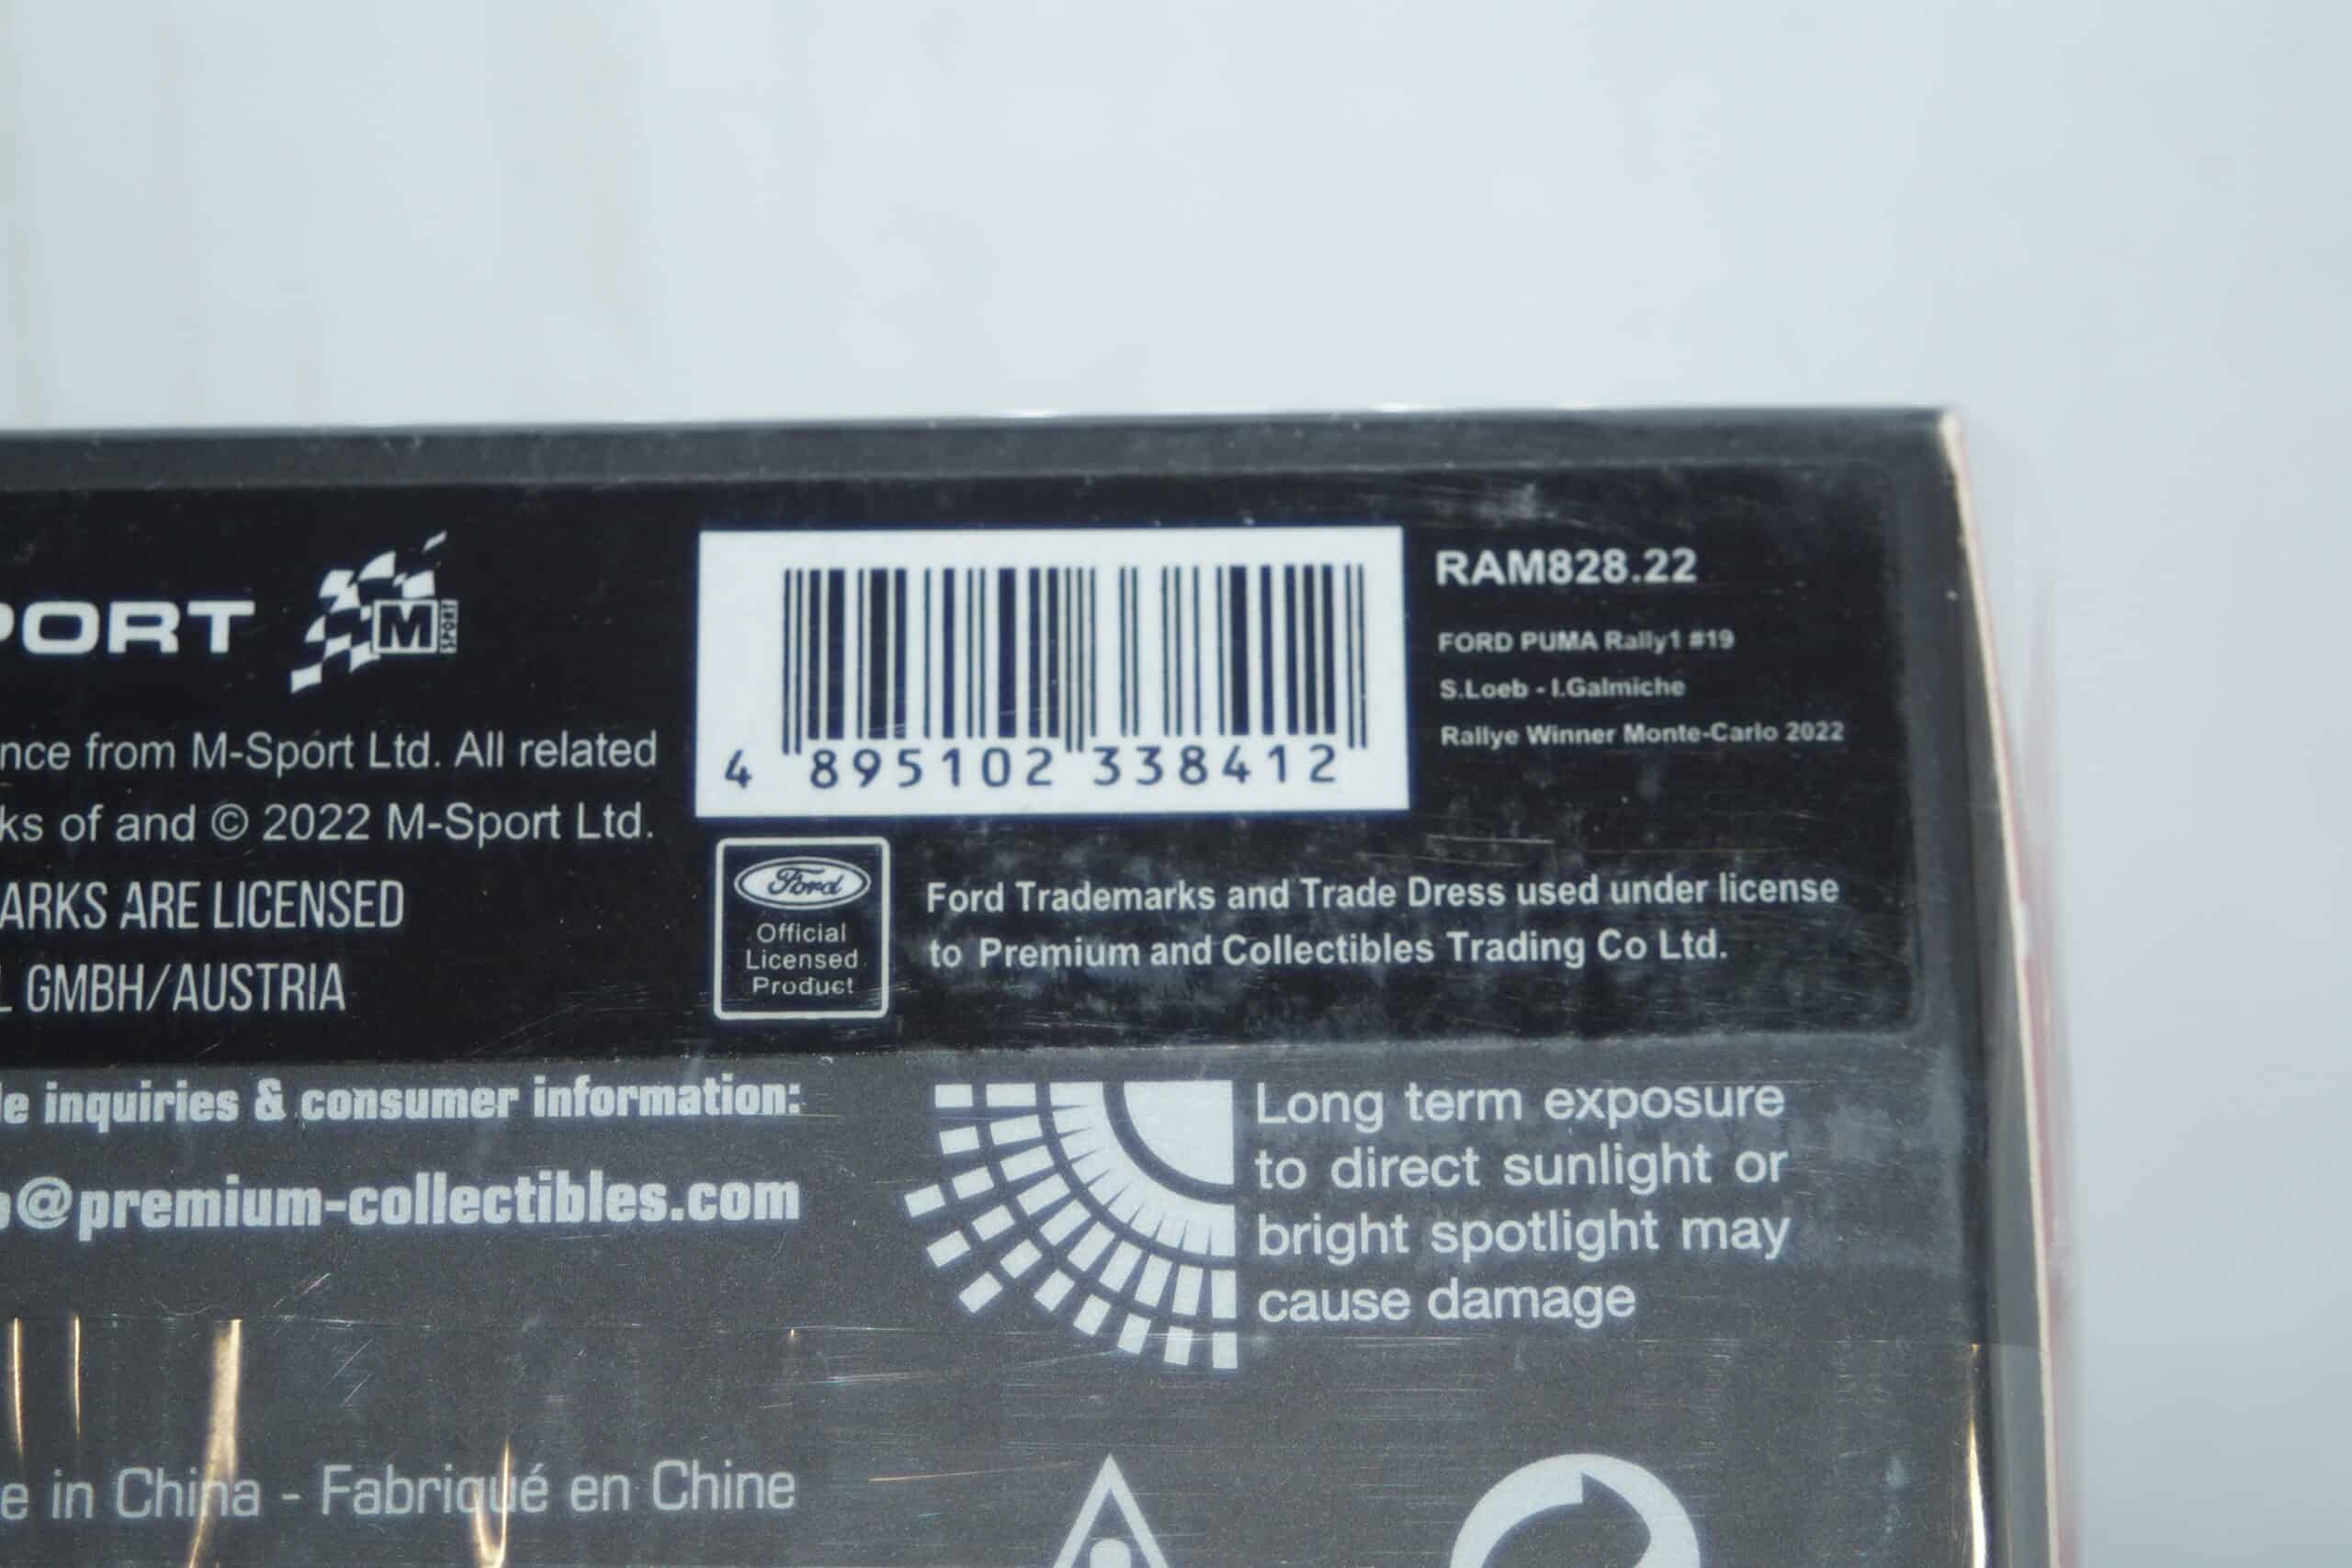 PORT
M SPORT
4 895102 338412
RAM828.22
FORD PUMA Rally1 #19
S.Loeb - I.Galmiche
Rallye Winner Monte-Carlo 2022
nce from M-Sport Ltd. All related
ks of and © 2022 M-Sport Ltd.
ARKS ARE LICENSED
L GMBH/AUSTRIA
Ford
Official
Licensed
Product
Ford Trademarks and Trade Dress used under license
to Premium and Collectibles Trading Co Ltd.
le inquiries & consumer information:
o@premium-collectibles.com
Long term exposure
to direct sunlight or
bright spotlight may
cause damage
e in China - Fabriqué en Chine